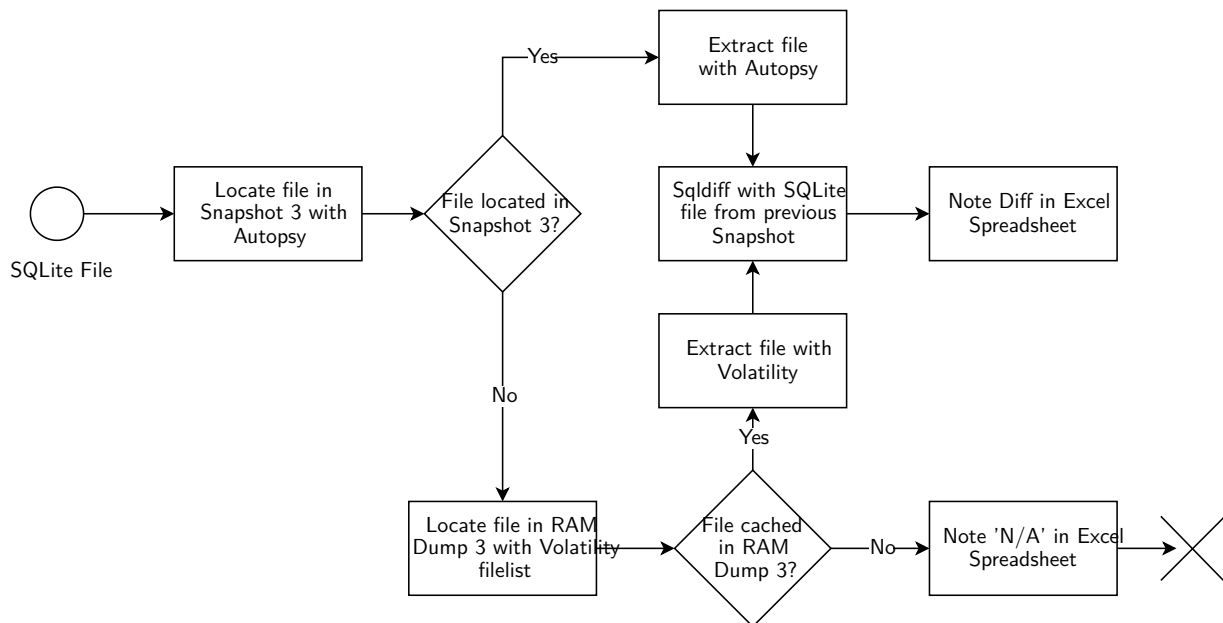 Yes
Extract file
with Autopsy
SQLite File
Locate file in
Snapshot 3 with
Autopsy
File located in
Snapshot 3?
Sqldiff with SQLite
file from previous
Snapshot
Note Diff in Excel
Spreadsheet
Extract file with
Volatility
No
Yes
Locate file in RAM
Dump 3 with Volatility
filelist
File cached
in RAM
Dump 3?
No
Note 'N/A' in Excel
Spreadsheet